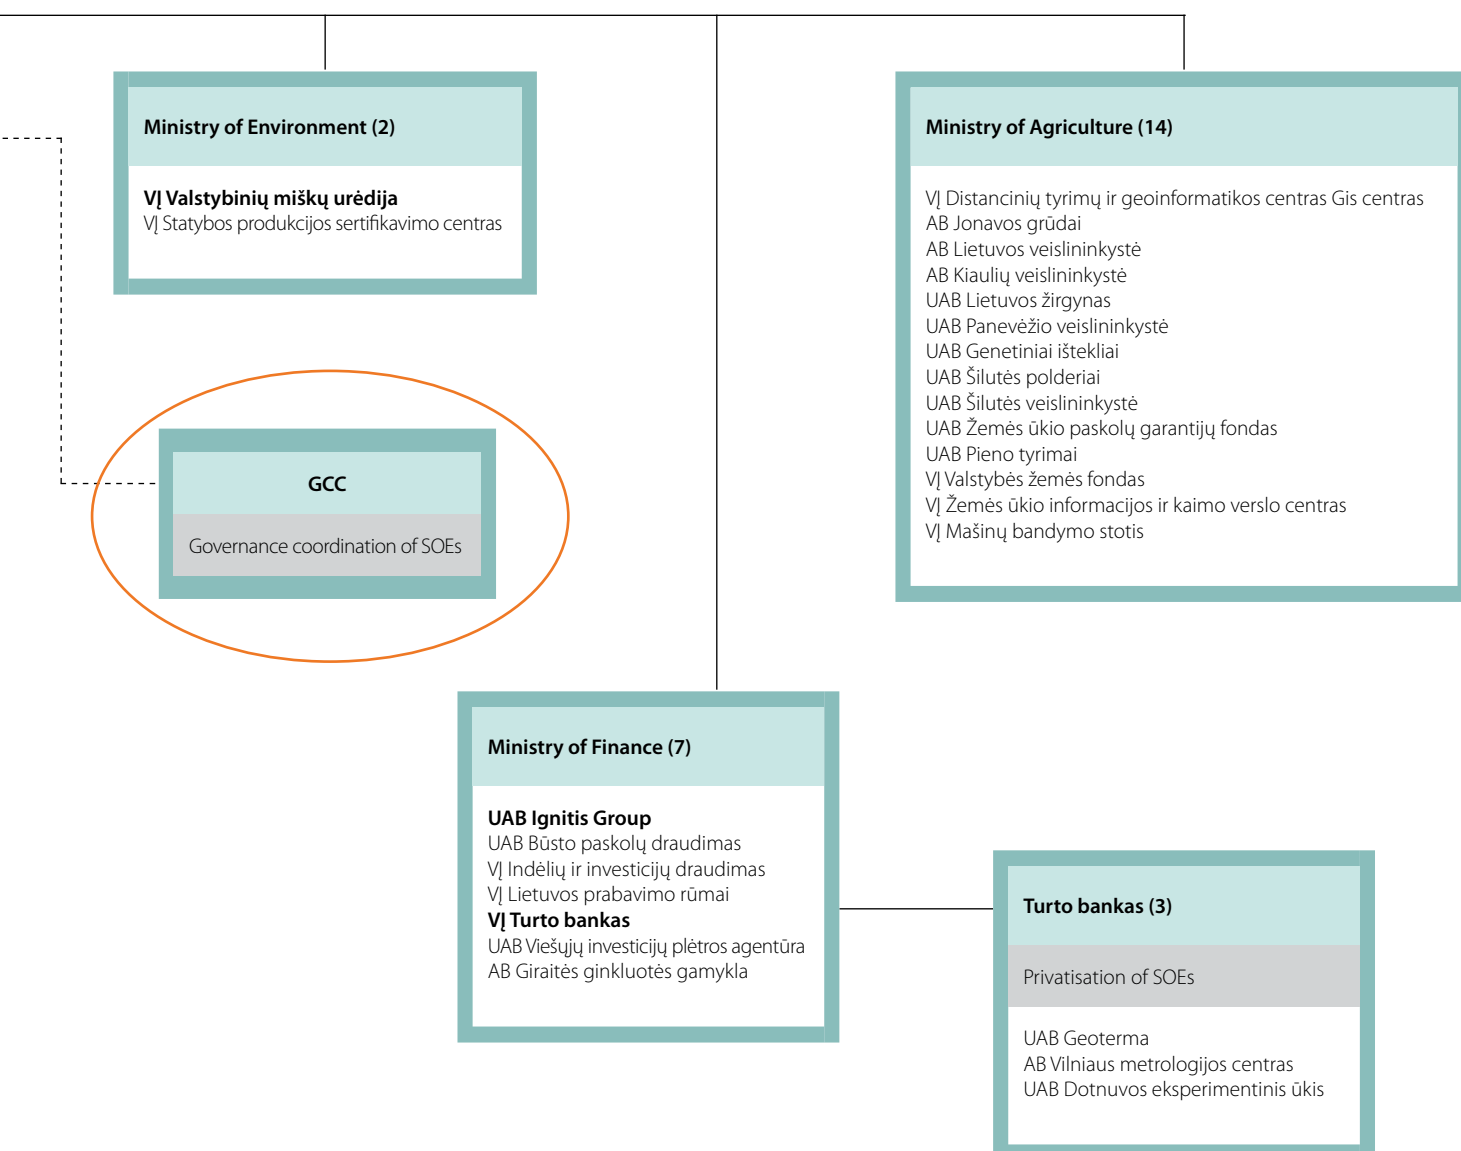 Ministry of Environment (2)
VĮ Valstybinių miškų urėdija
VĮ Statybos produkcijos sertifikavimo centras
Ministry of Agriculture (14)
VĮ Distancinių tyrimų ir geoinformatikos centras Gis centras
AB Jonavos grūdai
AB Lietuvos veislininkystė
AB Kiaulių veislininkystė
UAB Lietuvos žirgynas
UAB Panevėžio veislininkystė
UAB Genetiniai ištekliai
UAB Šilutės polderiai
UAB Šilutės veislininkystė
UAB Žemės ūkio paskolų garantijų fondas
UAB Pieno tyrimai
VĮ Valstybės žemės fondas
VĮ Žemės ūkio informacijos ir kaimo verslo centras
VĮ Mašinų bandymo stotis
GCC
Governance coordination of SOEs
Ministry of Finance (7)
UAB Ignitis Group
UAB Būsto paskolų draudimas
VĮ Indėlių ir investicijų draudimas
VĮ Lietuvos prabavimo rūmai
VĮ Turto bankas
UAB Viešųjų investicijų plėtros agentūra
AB Giraitės ginkluotės gamykla
Turto bankas (3)
Privatisation of SOEs
UAB Geoterma
AB Vilniaus metrologijos centras
UAB Dotnuvos eksperimentinis ūkis